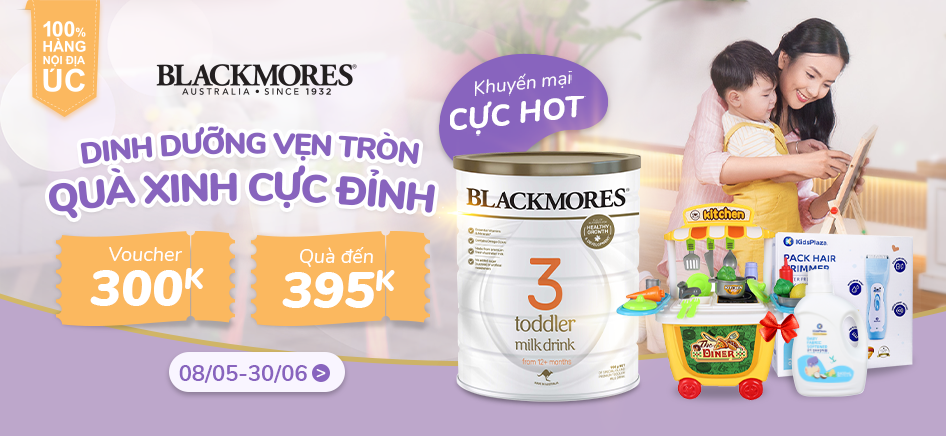 100%
HÀNG
NỘI ĐỊA
ÚC
BLACKMORES®
AUSTRALIA • SINCE 1932
Khuyến mại
CỰC HOT
DINH DƯỠNG VẸN TRÒN
QUÀ XINH CỰC ĐỈNH
Voucher
300K
Quà đến
395K
08/05-30/06 >
BLACKMORES®
HEALTHY
GROWTH
3
toddler
milk drink
from 12+ months
kitchen
The
DINER
KidsPlaza
PACK HAIR
TRIMMER